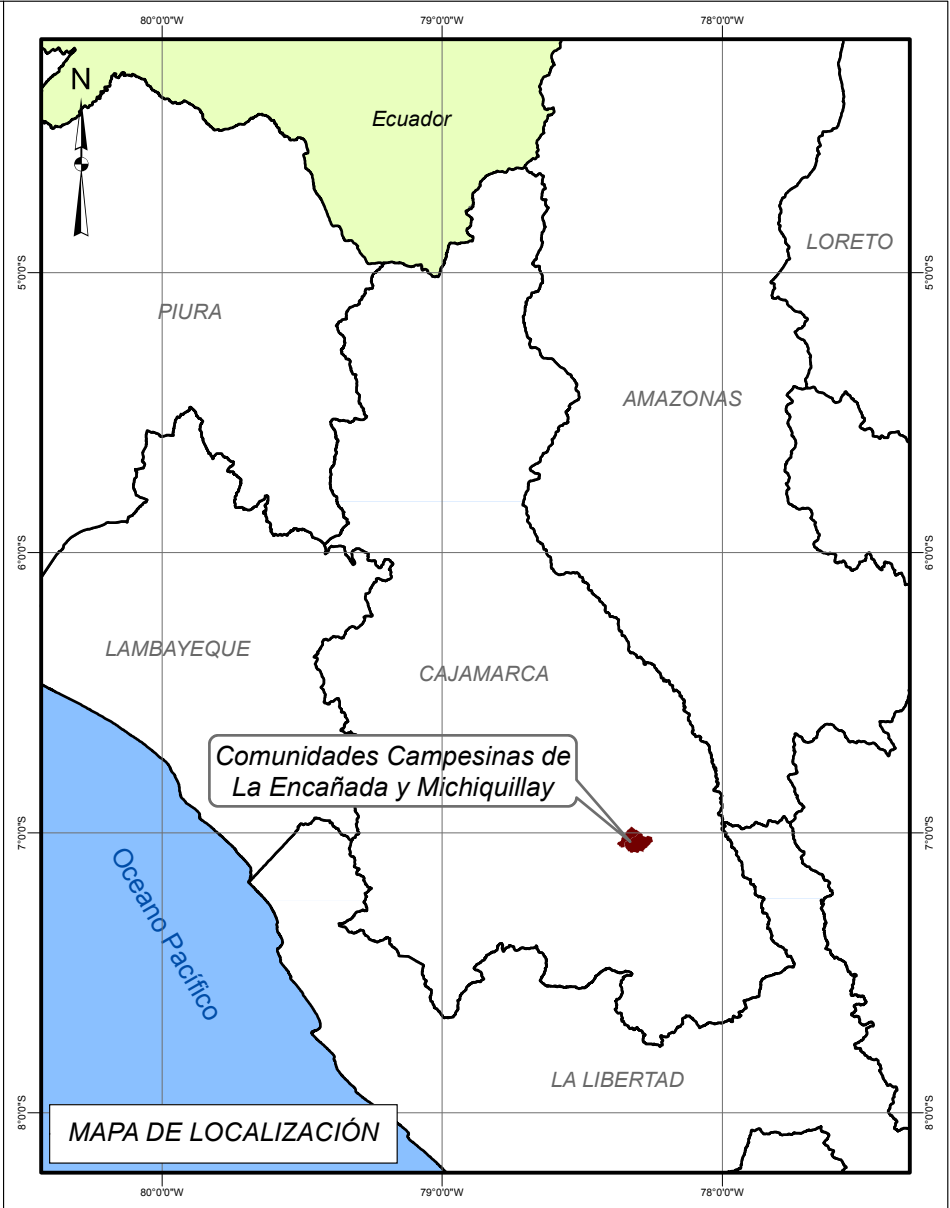 80°0'0"W
79°0'0"W
78°0'0"W
N
Ecuador
LORETO
5°0'0"S
5°0'0"S
PIURA
AMAZONAS
6°0'0"S
6°0'0"S
LAMBAYEQUE
CAJAMARCA
Comunidades Campesinas de
La Encañada y Michiquillay
7°0'0"S
7°0'0"S
Oceano Pacífico
LA LIBERTAD
8°0'0"S
8°0'0"S
MAPA DE LOCALIZACIÓN
80°0'0"W
79°0'0"W
78°0'0"W